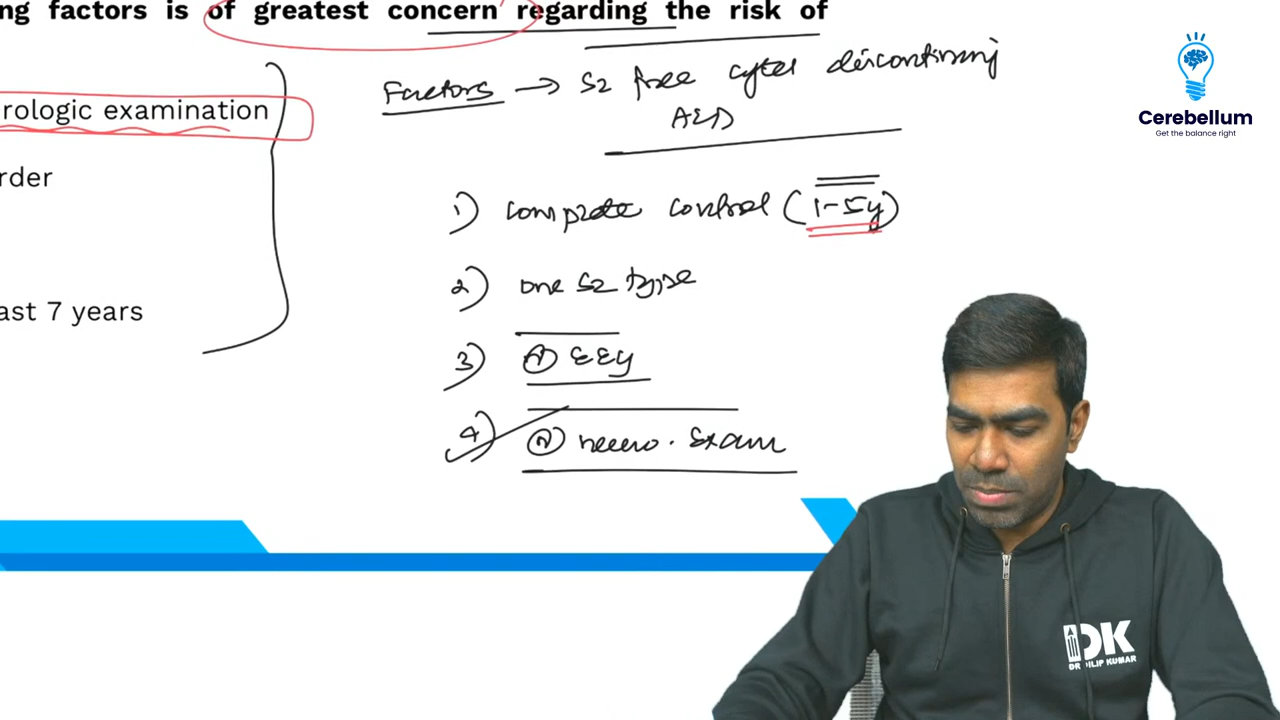 ng factors is of greatest concern regarding the risk of
Factors → Sz free after discontinuing
AED
rologic examination
rder
1) complete control (1-5y)
2) one Sz type
ast 7 years
3) N EEG
4) N neuro. Exam
Cerebellum
Get the balance right
DK
DR DILIP KUMAR